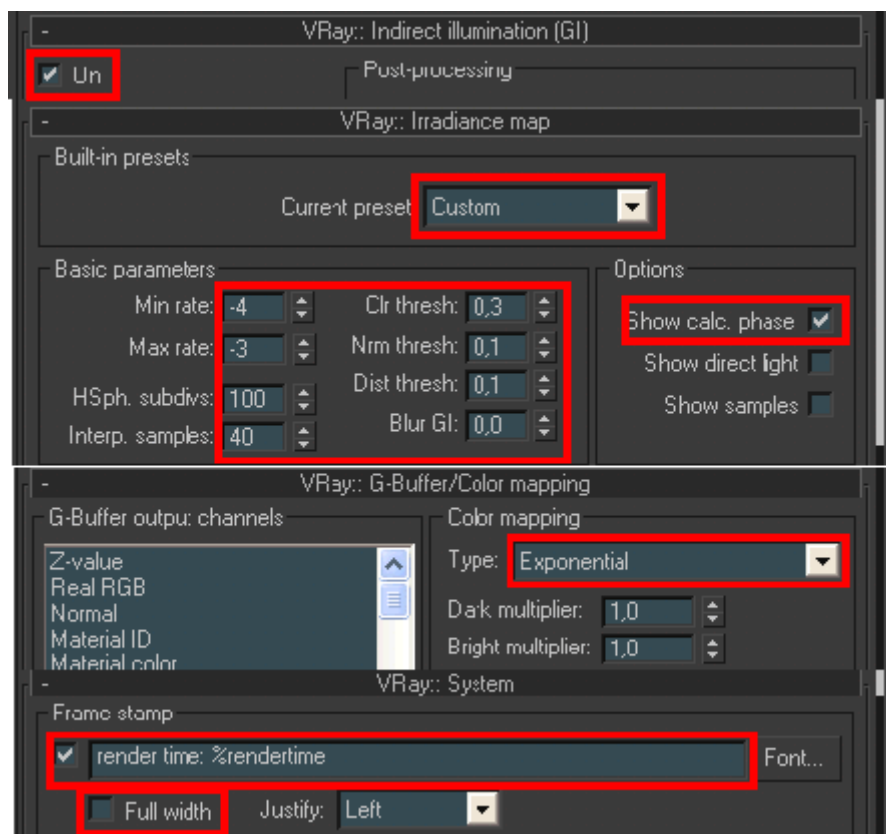 - VRay:: Indirect illumination (GI)
Un Post-processing
- VRay:: Irradiance map
Built-in presets
Current preset Custom
Basic parameters Options
Min rate: -4 Clr thresh: 0,3 Show calc. phase
Max rate: -3 Nrm thresh: 0,1 Show direct light
HSph. subdivs: 100 Dist thresh: 0,1 Show samples
Interp. samples: 40 Blur GI: 0,0
- VRay:: G-Buffer/Color mapping
G-Buffer outpu: channels Color mapping
Z-value Type: Exponential
Real RGB
Normal Dark multiplier: 1,0
Material ID Bright multiplier: 1,0
Material color
- VRay:: System
Frame stamp
render time: %rendertime Font...
Full width Justify: Left